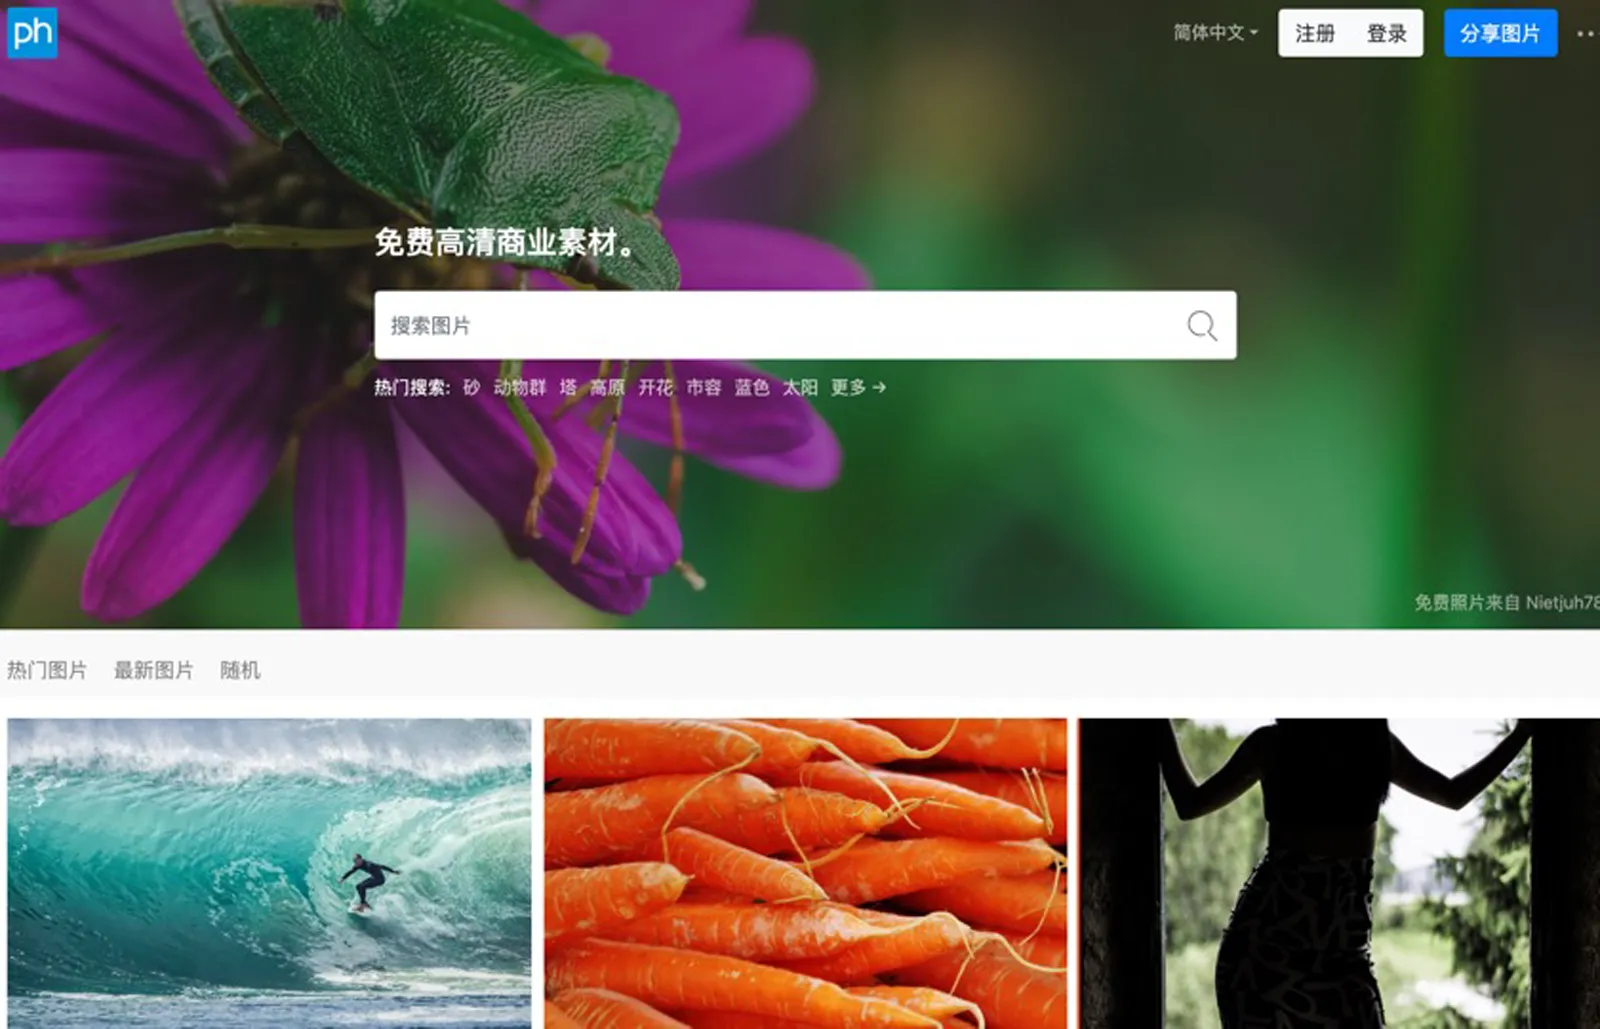 ph
简体中文 注册 登录 分享图片
免费高清商业素材。
搜索图片
热门搜索: 砂 动物群 塔 高原 开花 市容 蓝色 太阳 更多 →
免费照片来自 Nietjuh78
热门图片 最新图片 随机